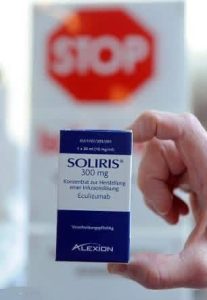 STOP
SOLIRIS®
300 mg
Konzentrat zur Herstellung
einer Infusionslösung
Eculizumab
Verschreibungspflichtig
ALEXION